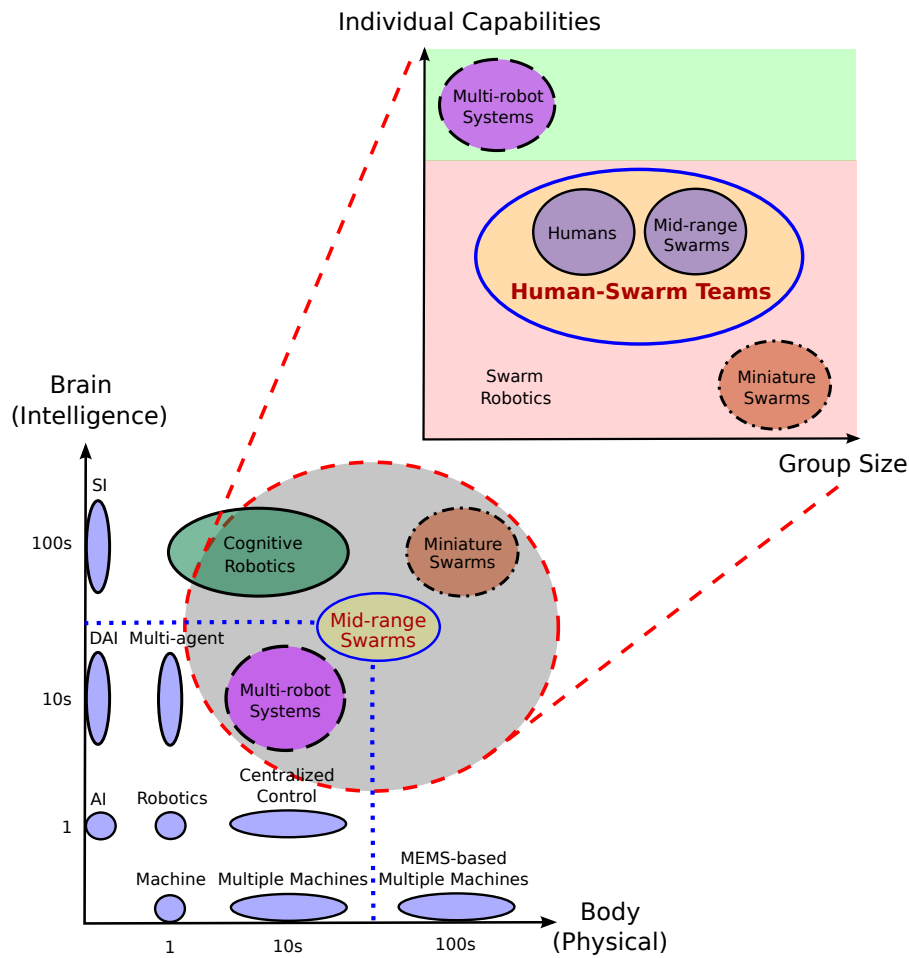 Individual Capabilities
Multi-robot
Systems
Humans
Mid-range
Swarms
Human-Swarm Teams
Swarm
Robotics
Miniature
Swarms
Group Size
Brain
(Intelligence)
SI
100s
Cognitive
Robotics
Miniature
Swarms
Mid-range
Swarms
DAI
Multi-agent
10s
Multi-robot
Systems
AI
Robotics
Centralized
Control
1
Machine
Multiple Machines
MEMS-based
Multiple Machines
Body
(Physical)
1
10s
100s